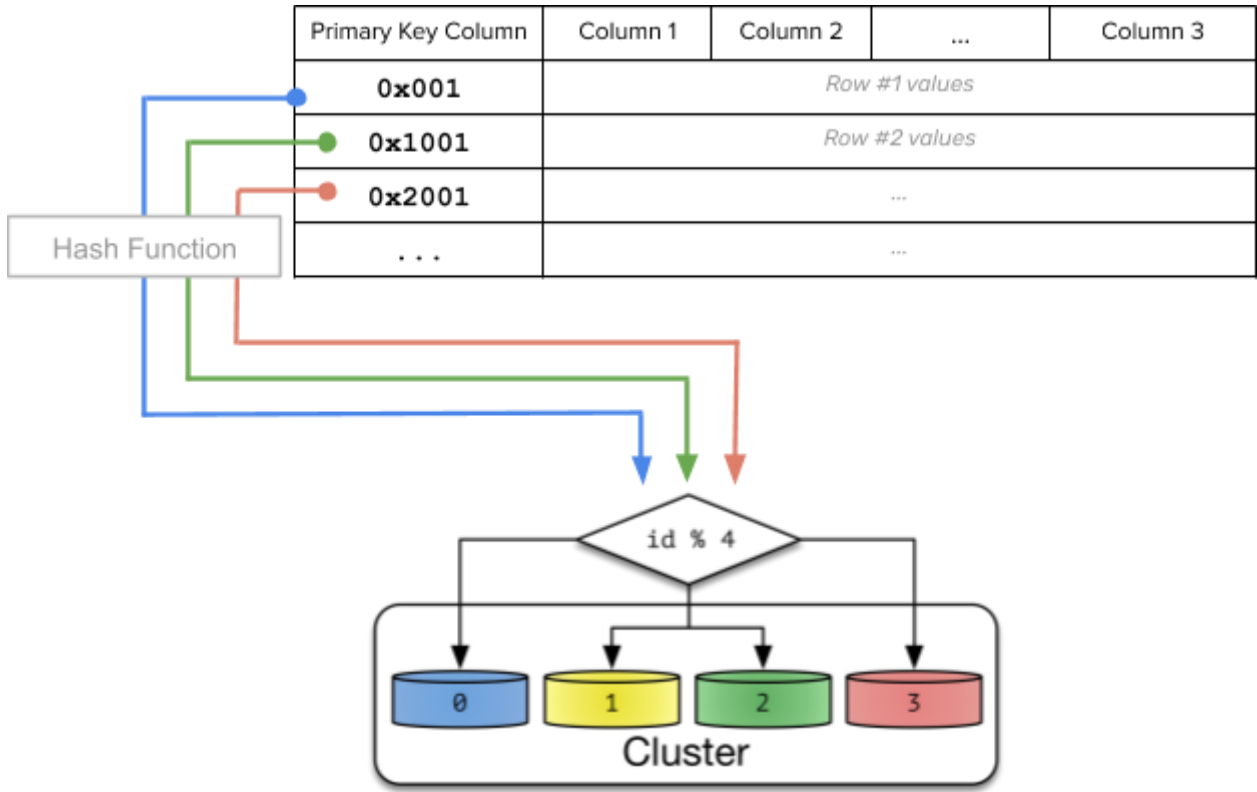 Primary Key Column Column 1 Column 2 ... Column 3
0x001 Row #1 values
0x1001 Row #2 values
0x2001 ...
Hash Function
... ...
id % 4
0 1 2 3
Cluster